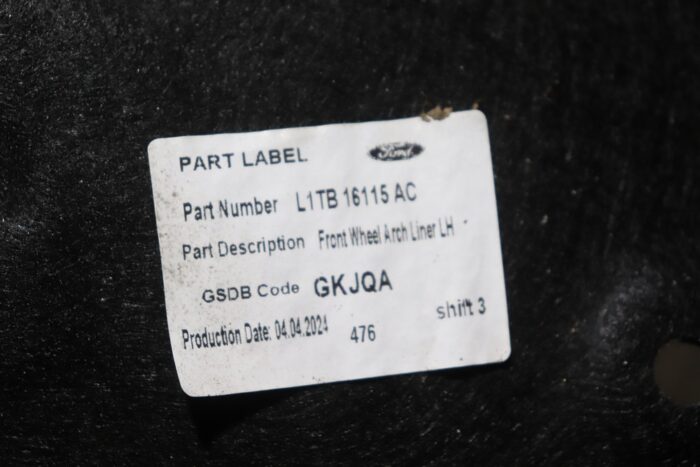 PART LABEL Ford
Part Number L1TB 16115 AC
Part Description Front Wheel Arch Liner LH
GSDB Code GKJQA
Production Date: 04.04.2024 476 shift 3